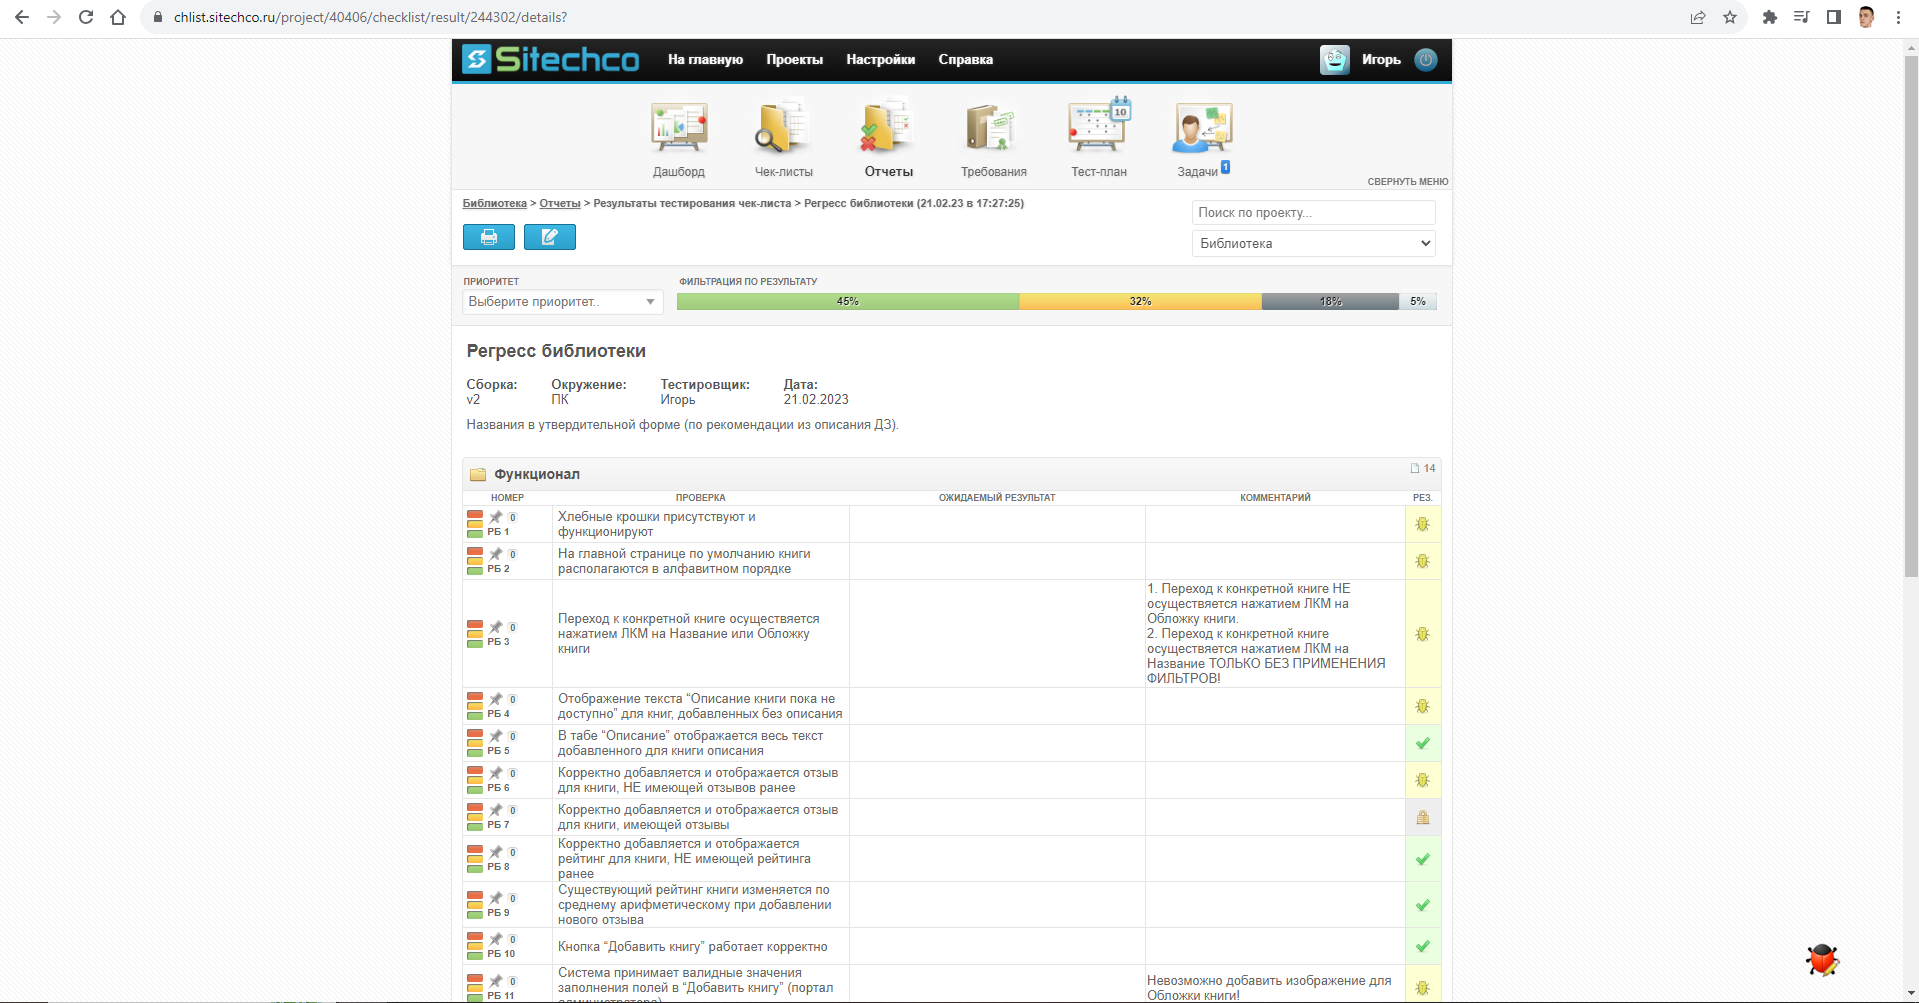 chlist.sitechco.ru/project/40406/checklist/result/244302/details?
Sitechco На главную Проекты Настройки Справка Игорь
10
Дашборд Чек-листы Отчеты Требования Тест-план Задачи 1
СВЕРНУТЬ МЕНЮ
Библиотека > Отчеты > Результаты тестирования чек-листа > Регресс библиотеки (21.02.23 в 17:27:25)
Поиск по проекту...
Библиотека
ПРИОРИТЕТ ФИЛЬТРАЦИЯ ПО РЕЗУЛЬТАТУ
Выберите приоритет.. 45% 32% 18% 5%
Регресс библиотеки
Сборка: Окружение: Тестировщик: Дата:
v2 ПК Игорь 21.02.2023
Названия в утвердительной форме (по рекомендации из описания ДЗ).
Функционал 14
НОМЕР ПРОВЕРКА ОЖИДАЕМЫЙ РЕЗУЛЬТАТ КОММЕНТАРИЙ РЕЗ.
0
РБ 1
Хлебные крошки присутствуют и
функционируют
0
РБ 2
На главной странице по умолчанию книги
располагаются в алфавитном порядке
0
РБ 3
Переход к конкретной книге осуществяется
нажатием ЛКМ на Название или Обложку
книги
1. Переход к конкретной книге НЕ
осуществяется нажатием ЛКМ на
Обложку книги.
2. Переход к конкретной книге
осуществяется нажатием ЛКМ на
Название ТОЛЬКО БЕЗ ПРИМЕНЕНИЯ
ФИЛЬТРОВ!
0
РБ 4
Отображение текста “Описание книги пока не
доступно” для книг, добавленных без описания
0
РБ 5
В табе “Описание” отображается весь текст
добавленного для книги описания
0
РБ 6
Корректно добавляется и отображается отзыв
для книги, НЕ имеющей отзывов ранее
0
РБ 7
Корректно добавляется и отображается отзыв
для книги, имеющей отзывы
0
РБ 8
Корректно добавляется и отображается
рейтинг для книги, НЕ имеющей рейтинга
ранее
0
РБ 9
Существующий рейтинг книги изменяется по
среднему арифметическому при добавлении
нового отзыва
0
РБ 10
Кнопка “Добавить книгу” работает корректно
0
РБ 11
Система принимает валидные значения
заполнения полей в “Добавить книгу” (портал
администратора)
Невозможно добавить изображение для
Обложки книги!